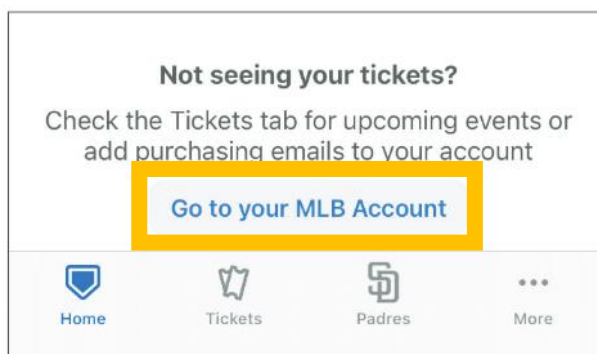 Not seeing your tickets?
Check the Tickets tab for upcoming events or
add purchasing emails to your account
Go to your MLB Account
SD
Home
Tickets
Padres
More